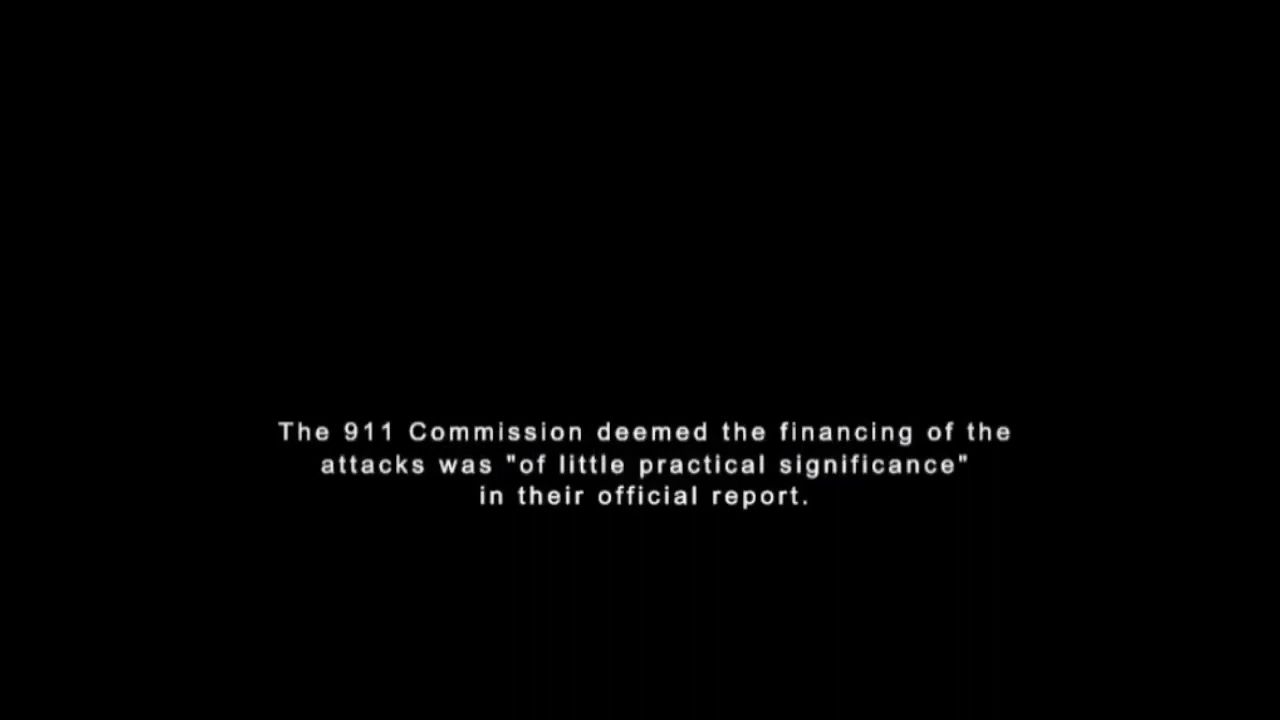 The 911 Commission deemed the financing of the
attacks was "of little practical significance"
in their official report.